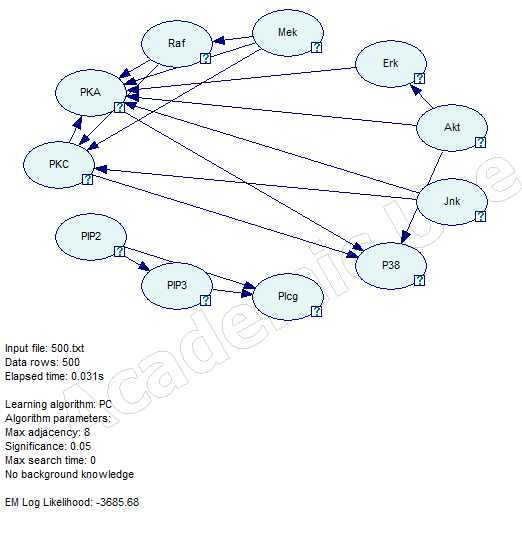 Mek
Raf
Erk
PKA
Akt
PKC
Jnk
PIP2
P38
PIP3
Plcg
?
?
?
?
?
?
?
?
?
?
?
Academic Use
Input file: 500.txt
Data rows: 500
Elapsed time: 0.031s
Learning algorithm: PC
Algorithm parameters:
Max adjacency: 8
Significance: 0.05
Max search time: 0
No background knowledge
EM Log Likelihood: -3685.68